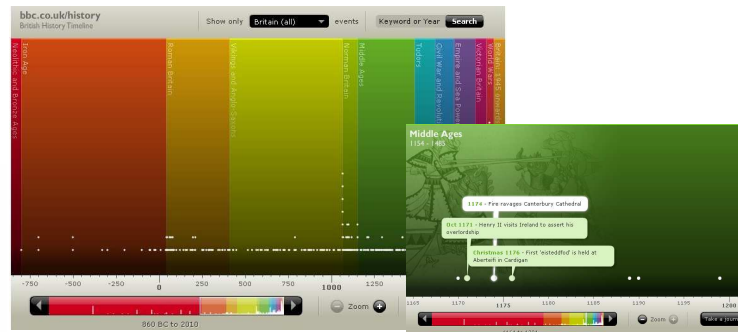 bbc.co.uk/history
British History Timeline
Show only
Britain (all)
events
Keyword or Year
Search
Neolithic and Bronze Ages
Iron Age
Roman Britain
Vikings and Anglo-Saxons
Norman Britain
Middle Ages
Tudors
Civil War and Revolut
Empire and Sea Powe
Victorian Britain
World Wars
Britain: 1945 onwards
-750
-500
-250
0
250
500
750
1000
1250
Zoom
860 BC to 2010
Middle Ages
1154 - 1485
1174 - Fire ravages Canterbury Cathedral
Oct 1171 - Henry II visits Ireland to assert his
overlordship
Christmas 1176 - First 'eisteddfod' is held at
Aberteifi in Cardigan
1165
1170
1175
1180
1185
1190
1195
1200
Zoom
Take a journ